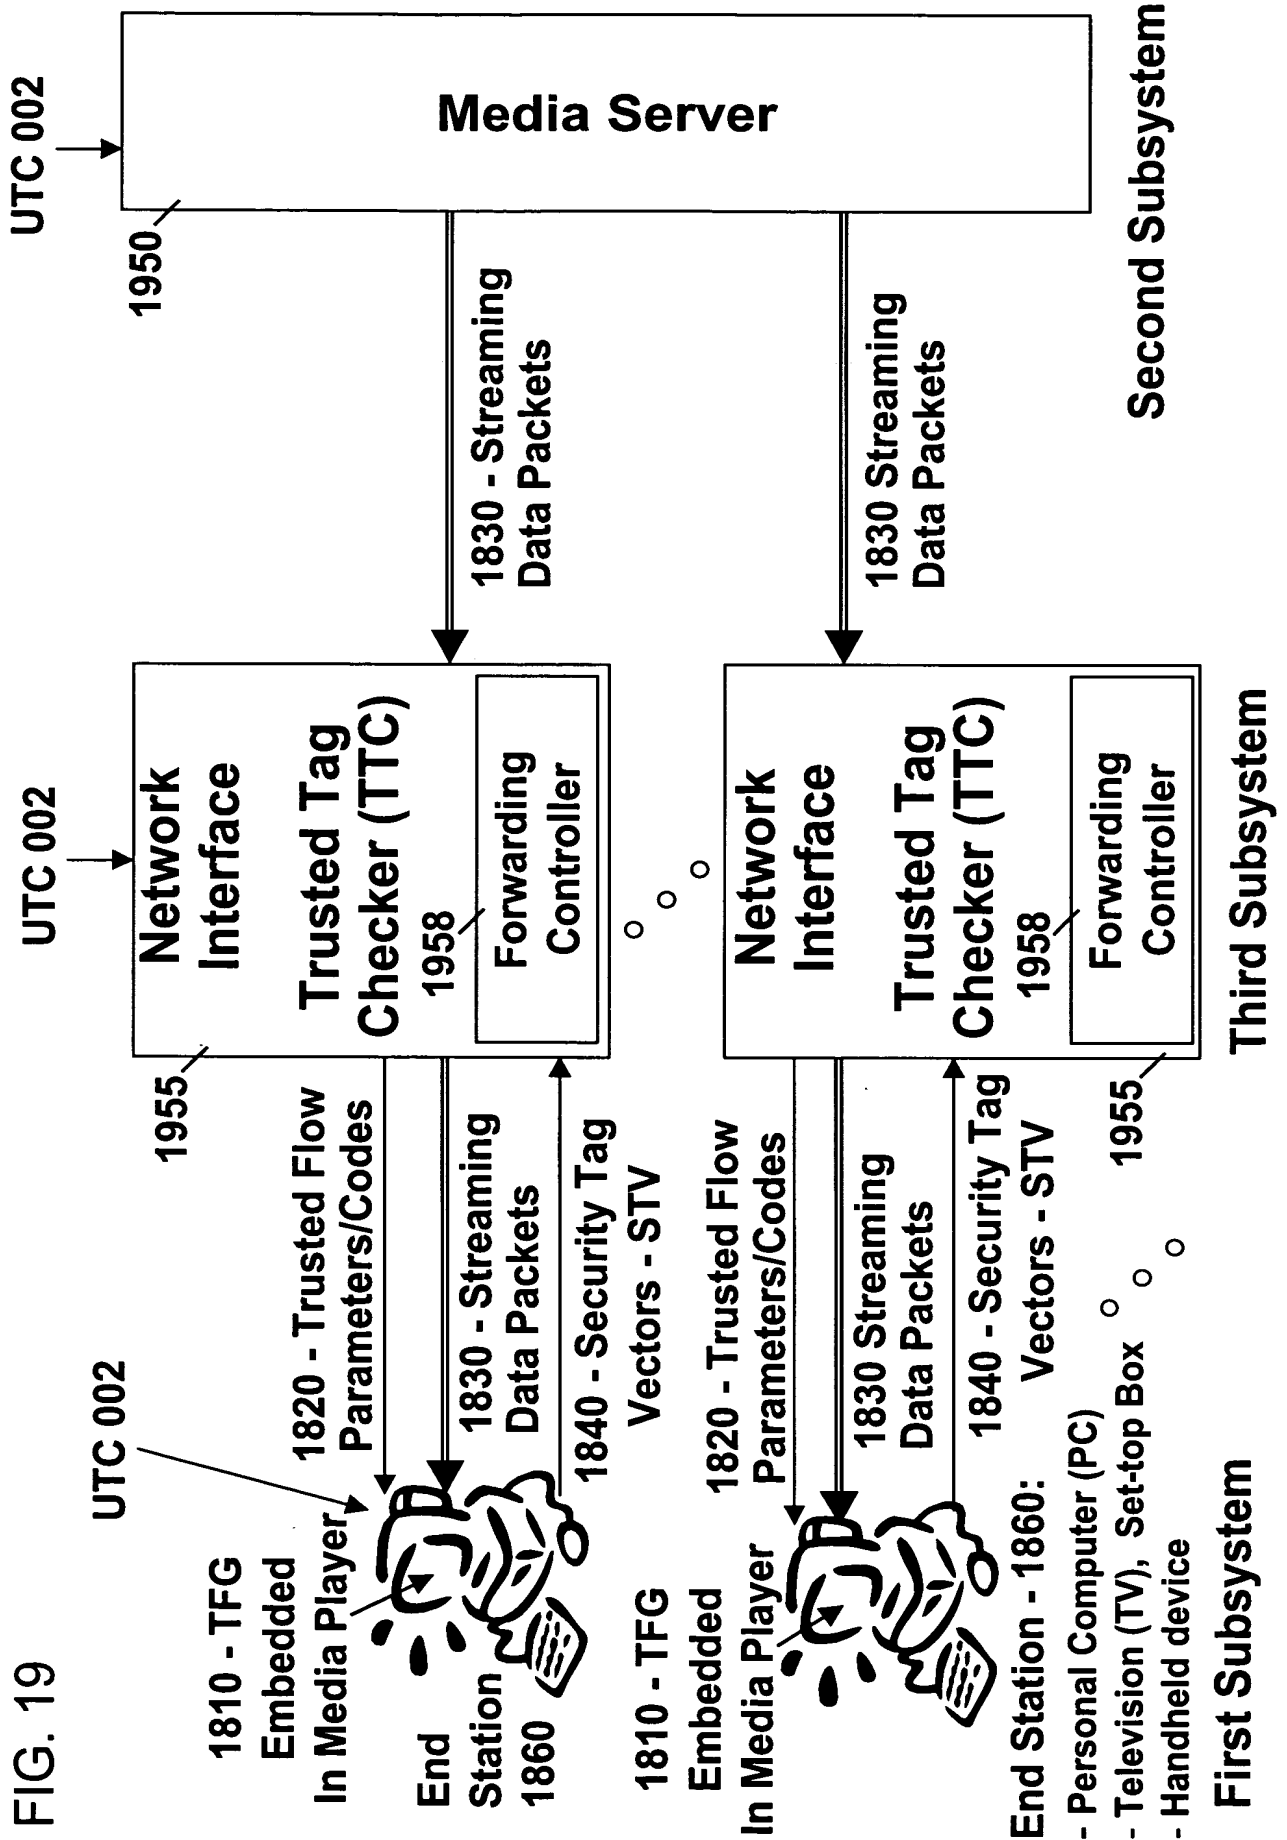 FIG. 19
UTC 002
1810 - TFG
Embedded
In Media Player
End
Station
1860
1820 - Trusted Flow
Parameters/Codes
1830 - Streaming
Data Packets
1840 - Security Tag
Vectors - STV
UTC 002
1955
Network
Interface
Trusted Tag
Checker (TTC)
1958
Forwarding
Controller
1830 - Streaming
Data Packets
UTC 002
1950
Media Server
1810 - TFG
Embedded
In Media Player
1820 - Trusted Flow
Parameters/Codes
1830 Streaming
Data Packets
1840 - Security Tag
Vectors - STV
Network
Interface
Trusted Tag
Checker (TTC)
1958
Forwarding
Controller
1955
1830 Streaming
Data Packets
End Station - 1860:
- Personal Computer (PC)
- Television (TV), Set-top Box
- Handheld device
First Subsystem
Third Subsystem
Second Subsystem